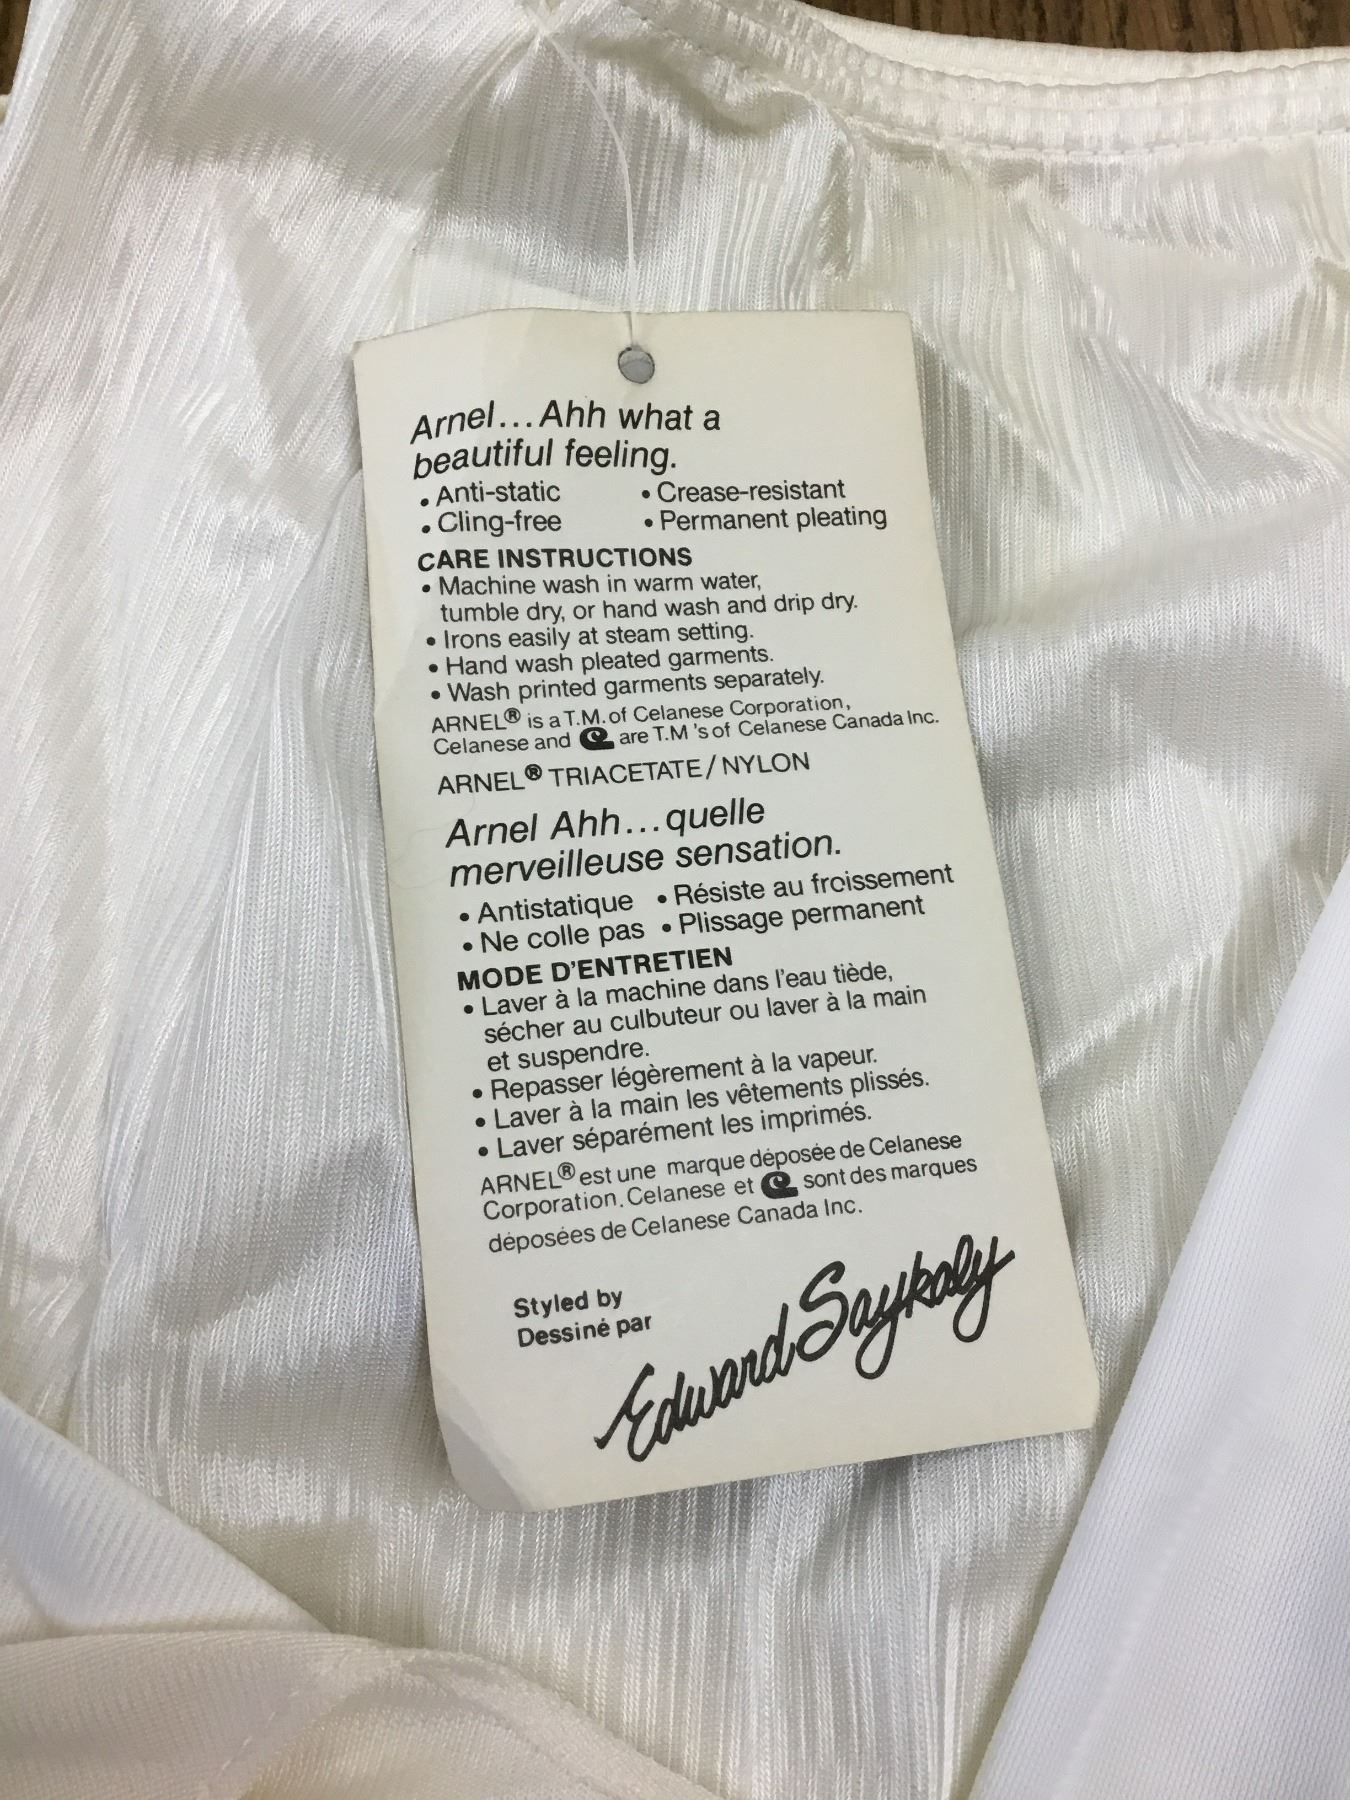 Arnel...Ahh what a
beautiful feeling.
• Anti-static • Crease-resistant
• Cling-free • Permanent pleating
CARE INSTRUCTIONS
• Machine wash in warm water,
tumble dry, or hand wash and drip dry.
• Irons easily at steam setting.
• Hand wash pleated garments.
• Wash printed garments separately.
ARNEL® is a T.M. of Celanese Corporation,
Celanese and are T.M 's of Celanese Canada Inc.
ARNEL® TRIACETATE / NYLON
Arnel Ahh...quelle
merveilleuse sensation.
• Antistatique • Résiste au froissement
• Ne colle pas • Plissage permanent
MODE D'ENTRETIEN
• Laver à la machine dans l'eau tiède,
sécher au culbuteur ou laver à la main
et suspendre.
• Repasser légèrement à la vapeur.
• Laver à la main les vêtements plissés.
• Laver séparément les imprimés.
ARNEL® est une marque déposée de Celanese
Corporation. Celanese et sont des marques
déposées de Celanese Canada Inc.
Styled by
Dessiné par
Edward Saykaly